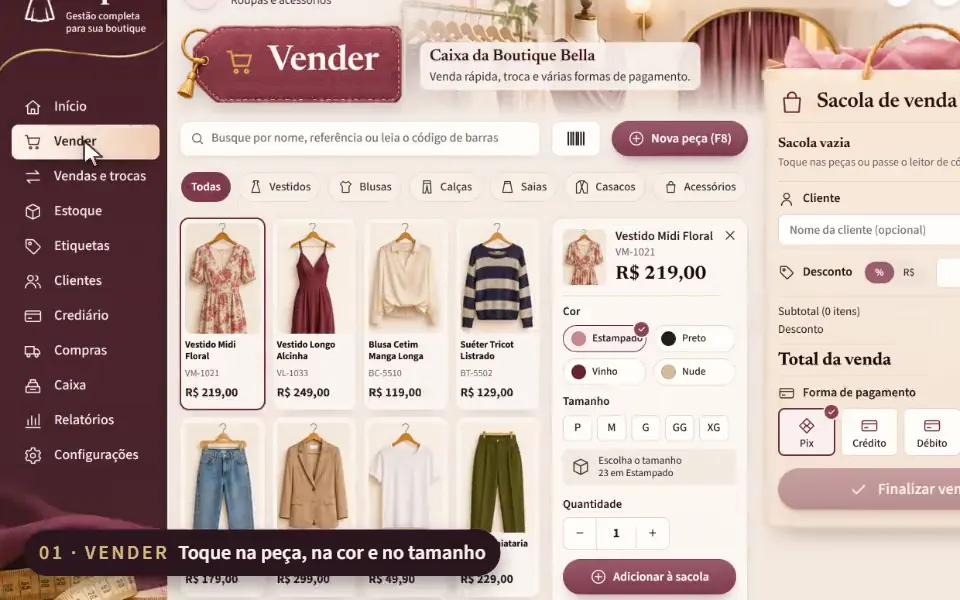 Gestão completa
para sua boutique
Início
Vender
Vendas e trocas
Estoque
Etiquetas
Clientes
Crediário
Compras
Caixa
Relatórios
Configurações
Roupas e acessórios
Vender
Caixa da Boutique Bella
Venda rápida, troca e várias formas de pagamento.
Busque por nome, referência ou leia o código de barras
Nova peça (F8)
Todas
Vestidos
Blusas
Calças
Saias
Casacos
Acessórios
Vestido Midi
Floral
VM-1021
R$ 219,00
Vestido Longo
Alcinha
VL-1033
R$ 249,00
Blusa Cetim
Manga Longa
BC-5510
R$ 119,00
Suéter Tricot
Listrado
BT-5502
R$ 129,00
R$ 179,00
R$ 299,00
R$ 49,90
R$ 229,00
Vestido Midi Floral
VM-1021
R$ 219,00
Cor
Estampado
Preto
Vinho
Nude
Tamanho
P
M
G
GG
XG
Escolha o tamanho
23 em Estampado
Quantidade
− 1 +
Adicionar à sacola
Sacola de venda
Sacola vazia
Toque nas peças ou passe o leitor de
Cliente
Nome da cliente (opcional)
Desconto
%
R$
Subtotal (0 itens)
Desconto
Total da venda
Forma de pagamento
Pix
Crédito
Débito
Finalizar
01 · VENDER Toque na peça, na cor e no tamanho